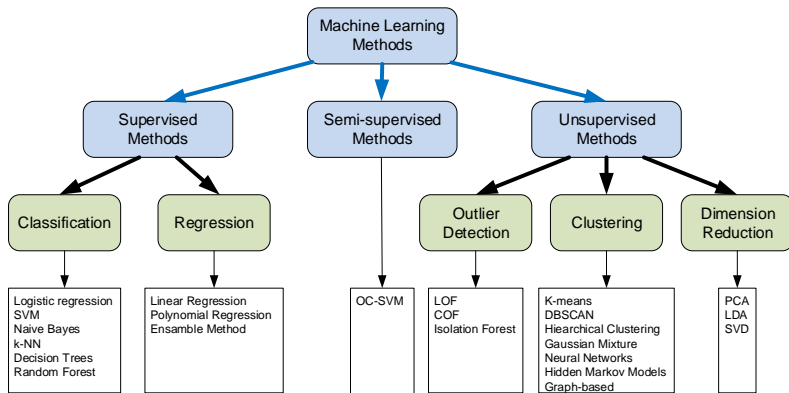 Machine Learning
Methods
Supervised
Methods
Semi-supervised
Methods
Unsupervised
Methods
Classification
Regression
Outlier
Detection
Clustering
Dimension
Reduction
Logistic regression
SVM
Naive Bayes
k-NN
Decision Trees
Random Forest
Linear Regression
Polynomial Regression
Ensamble Method
OC-SVM
LOF
COF
Isolation Forest
K-means
DBSCAN
Hiearchical Clustering
Gaussian Mixture
Neural Networks
Hidden Markov Models
Graph-based
PCA
LDA
SVD